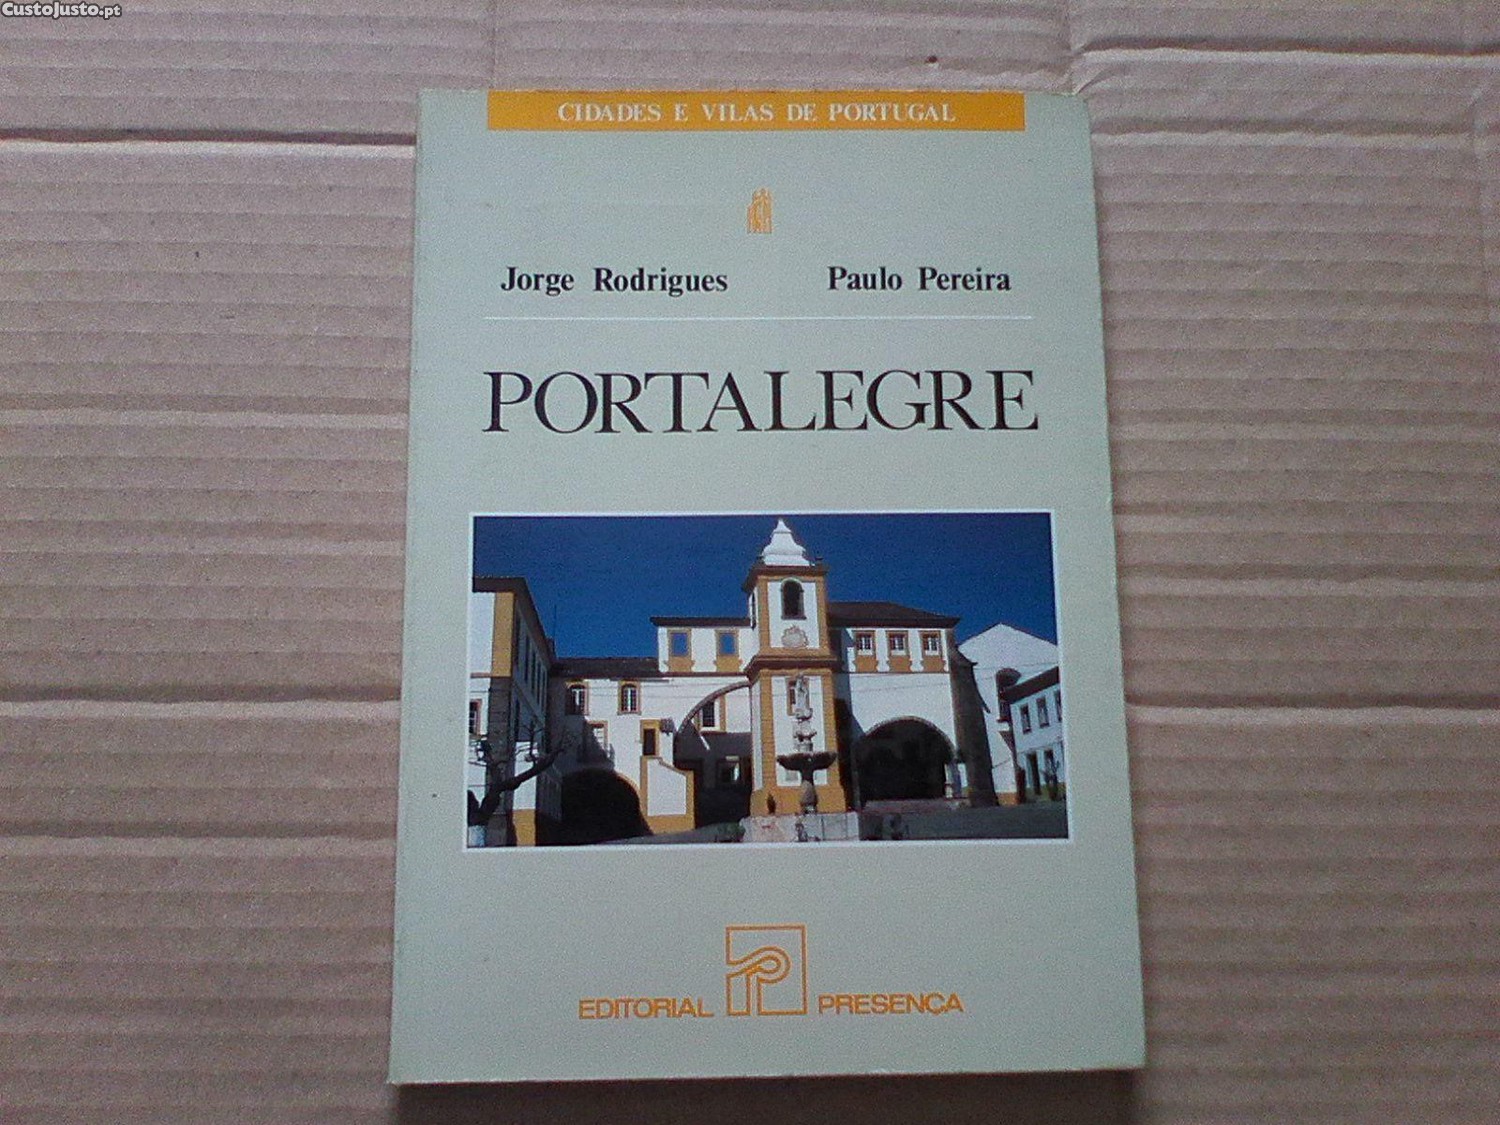 CustoJusto.pt
CIDADES E VILAS DE PORTUGAL
Jorge Rodrigues Paulo Pereira
PORTALEGRE
EDITORIAL PRESENÇA